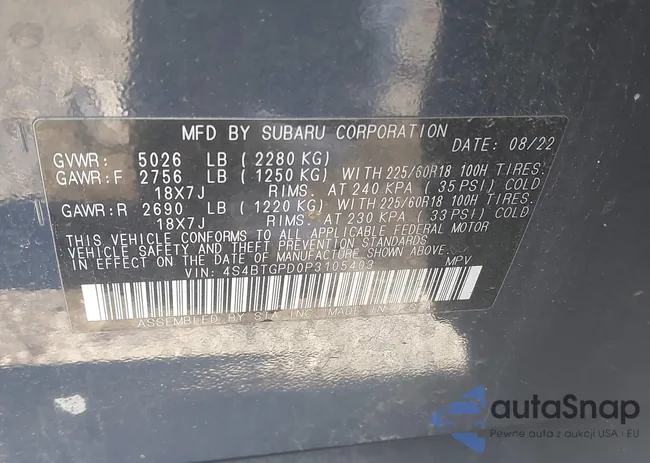 MFD BY SUBARU CORPORATION DATE: 08/22
GVWR: 5026 LB ( 2280 KG)
GAWR:F 2756 LB ( 1250 KG) WITH 225/60R18 100H TIRES.
18X7J RIMS. AT 240 KPA ( 35 PSI) COLD
GAWR:R 2690 LB ( 1220 KG) WITH 225/60R18 100H TIRES.
18X7J RIMS. AT 230 KPA ( 33 PSI) COLD
THIS VEHICLE CONFORMS TO ALL APPLICABLE FEDERAL MOTOR
VEHICLE SAFETY, THEFT PREVENTION STANDARDS
IN EFFECT ON THE DATE OF MANUFACTURE SHOWN ABOVE.
VIN: 4S4BTGPD0P3105403 MPV
ASSEMBLED BY SIA INC. MADE IN
autaSnap
Pewne auta z aukcji USA i EU